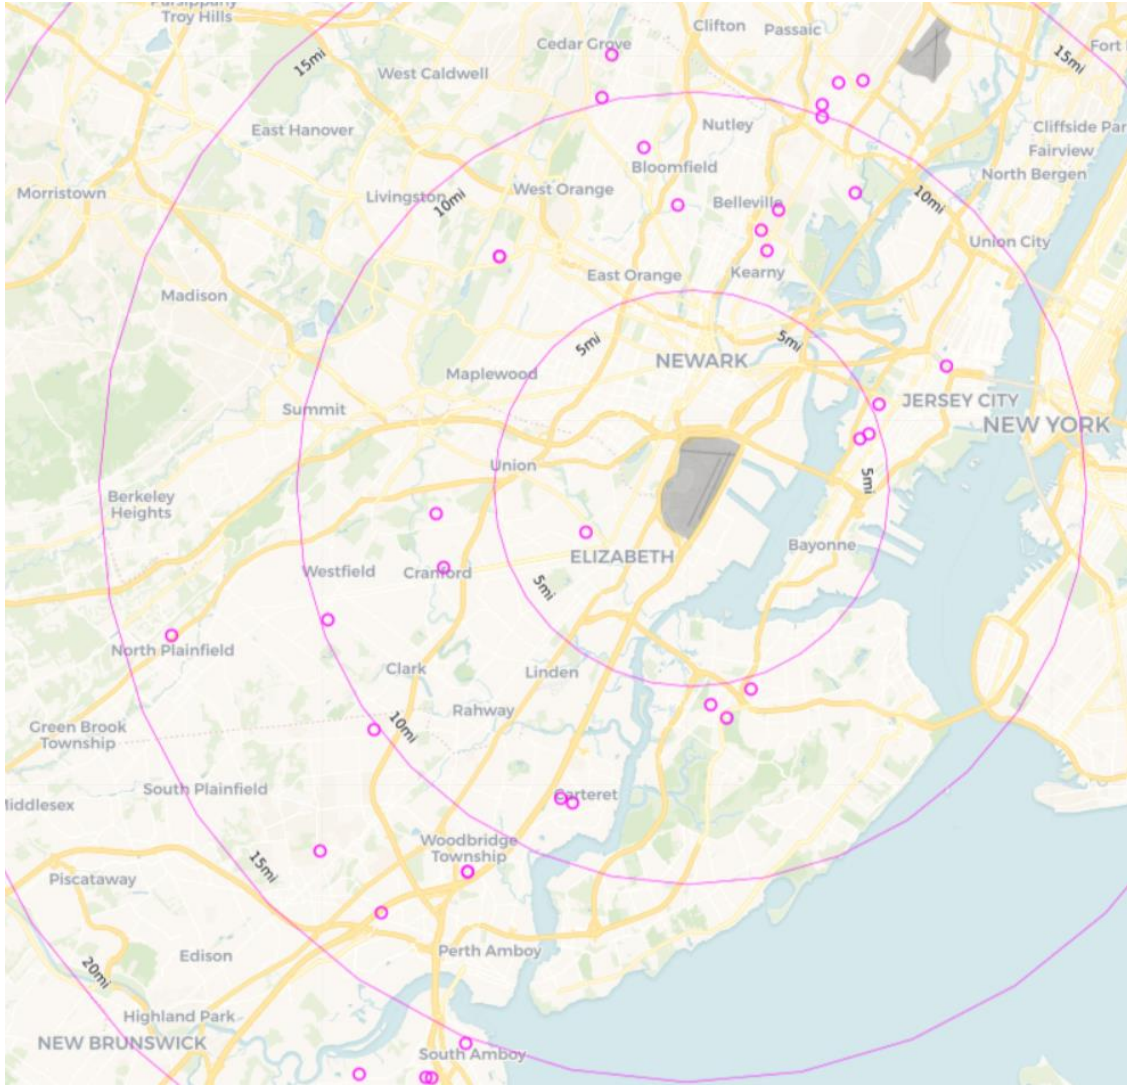 Parsippany
Troy Hills
Clifton
Passaic
Cedar Grove
15mi
15mi
Fort
West Caldwell
East Hanover
Nutley
Cliffside Par
Fairview
Bloomfield
North Bergen
Morristown
Livingston
West Orange
10mi
10mi
Belleville
Union City
East Orange
Kearny
Madison
5mi
5mi
NEWARK
Maplewood
JERSEY CITY
Summit
NEW YORK
Union
5mi
Berkeley
Heights
Bayonne
ELIZABETH
Westfield
Cranford
5mi
North Plainfield
Clark
Linden
Rahway
Green Brook
Township
10mi
South Plainfield
Carteret
Middlesex
Woodbridge
Township
15mi
Piscataway
Perth Amboy
Edison
20mi
Highland Park
NEW BRUNSWICK
South Amboy